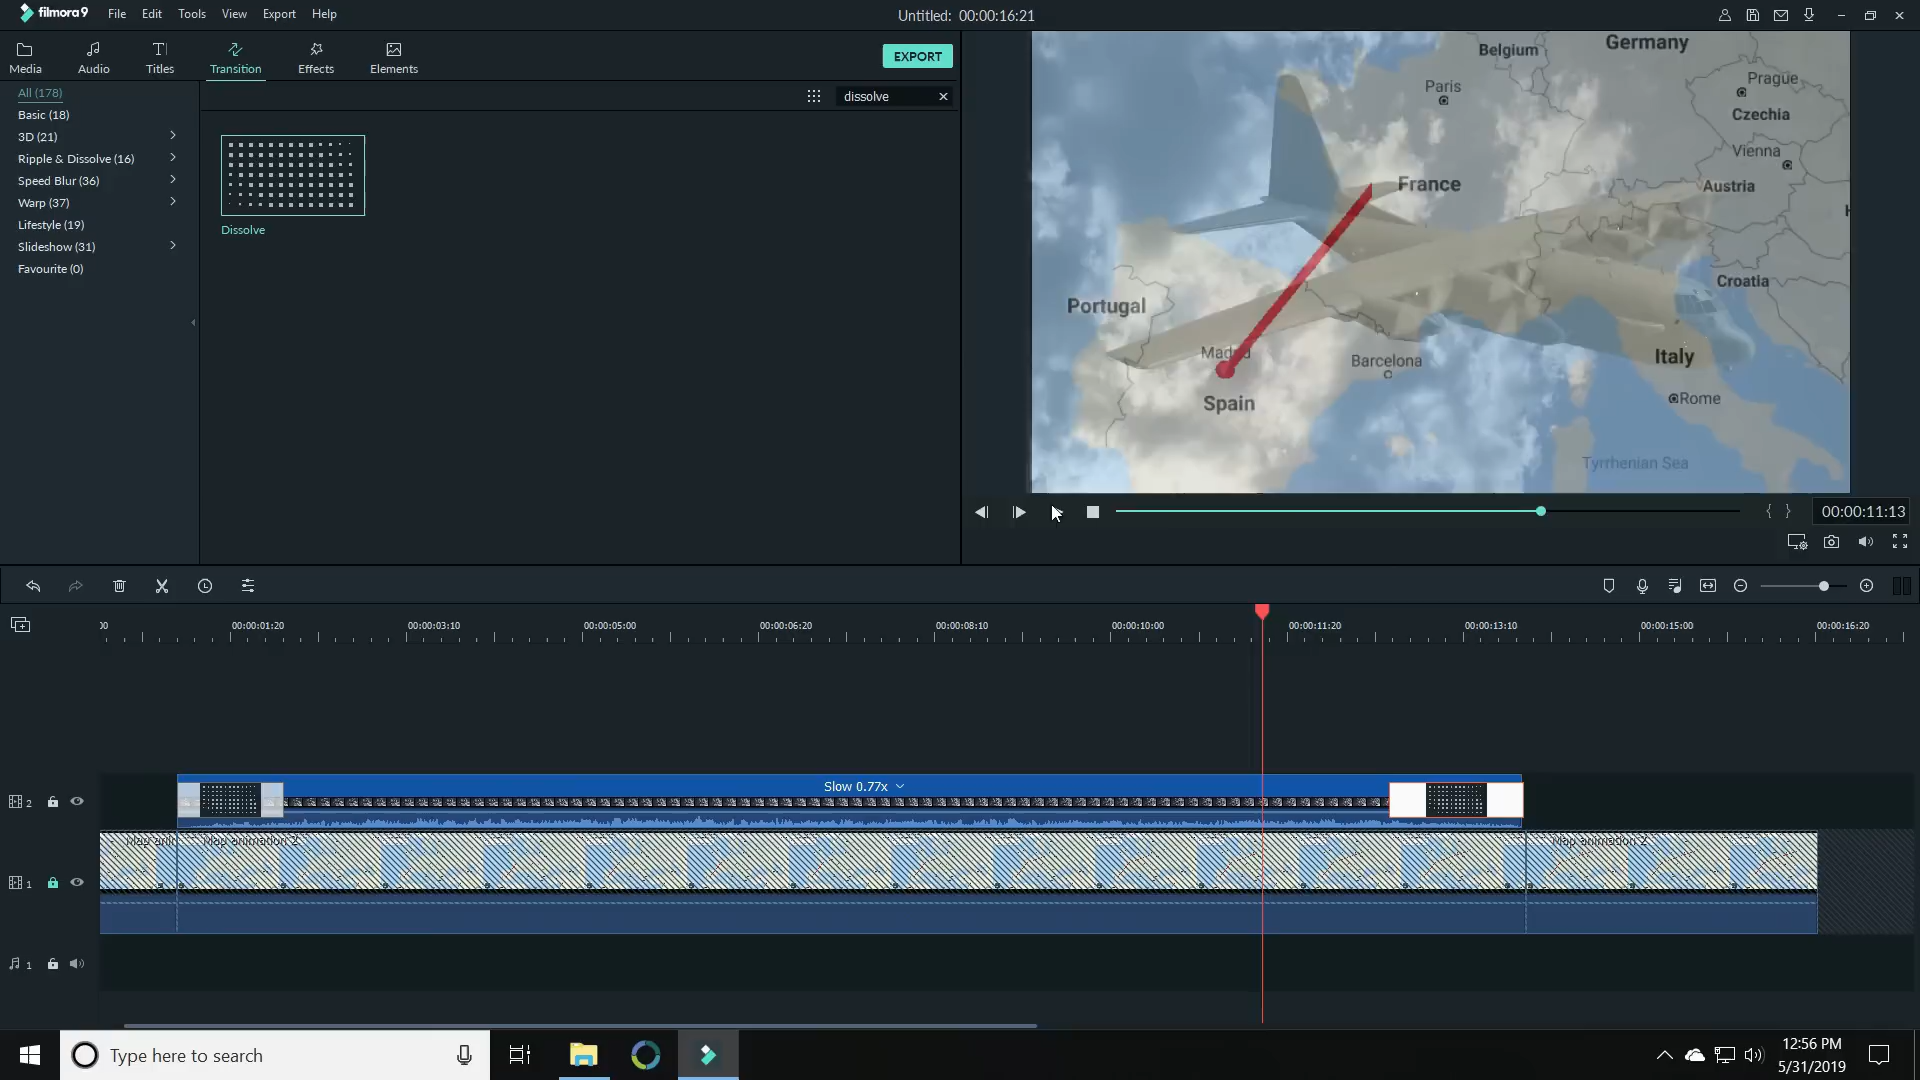 filmora9 File Edit Tools View Export Help
Untitled: 00:00:16:21
Media Audio Titles Transition Effects Elements
EXPORT
All (178)
Basic (18)
3D (21)
Ripple & Dissolve (16)
Speed Blur (36)
Warp (37)
Lifestyle (19)
Slideshow (31)
Favourite (0)
dissolve
Dissolve
Belgium
Germany
Paris
Prague
Czechia
Vienna
France
Austria
Croatia
Portugal
Italy
Barcelona
Spain
Rome
Tyrrhenian Sea
00:00:11:13
00:00:01:20 00:00:03:10 00:00:05:00 00:00:06:20 00:00:08:10 00:00:10:00 00:00:11:20 00:00:13:10 00:00:15:00 00:00:16:20
Slow 0.77x
2
Map animation 2 Map animation 2
1
1
Type here to search
12:56 PM
5/31/2019